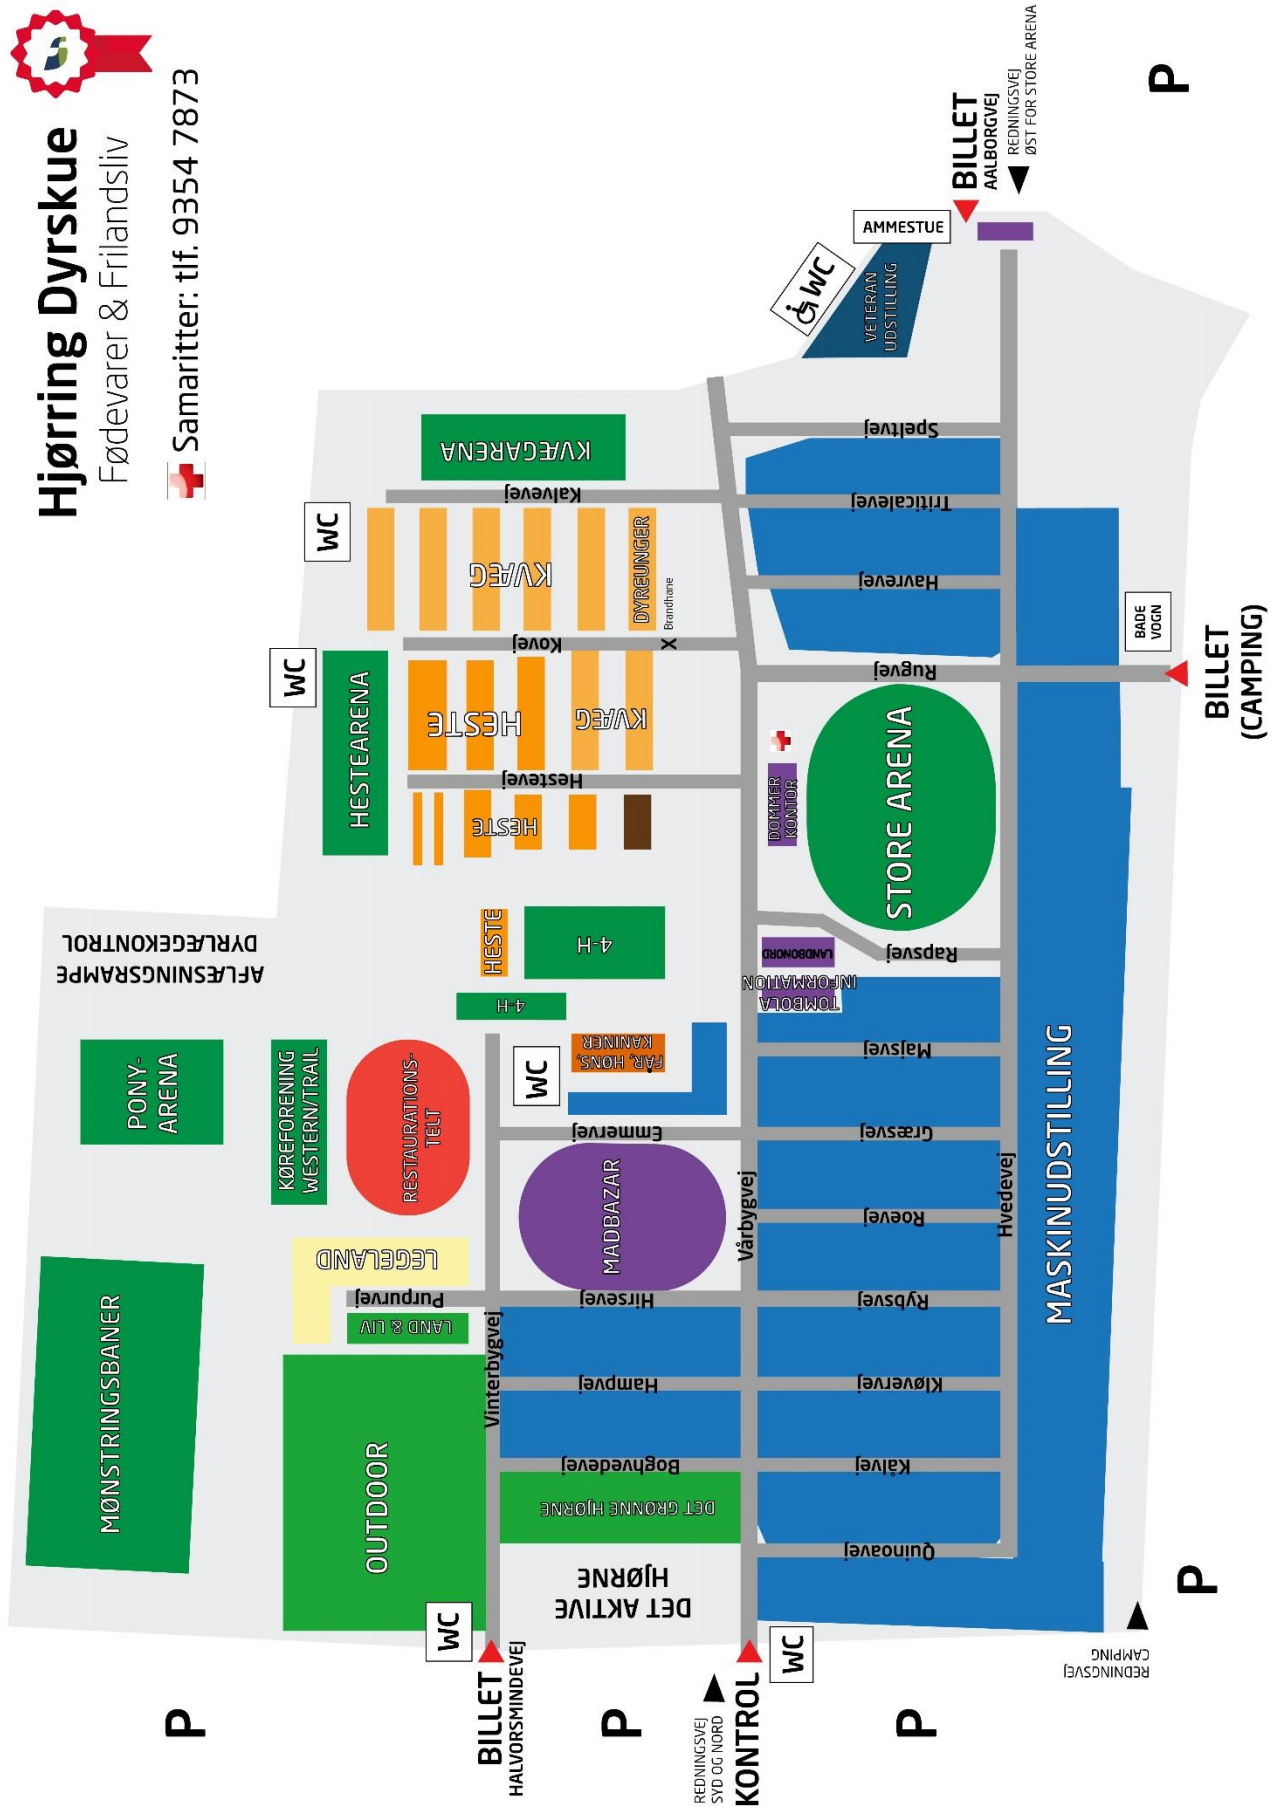 Hjørring Dyrskue
Fødevarer & Frilandsliv
Samaritter: tlf. 9354 7873
P
BILLET
AALBORGVEJ
REDNINGSVEJ
ØST FOR STORE ARENA
AMMESTUE
WC
VETERAN
UDSTILLING
Speltvej
KVÆGARENA
Kalvevej
Triticalevej
WC
KVÆG
DYREUNGER
Havrevej
Kovej
X
Brandhane
BADE
VOGN
Rugvej
BILLET
(CAMPING)
WC
HESTEARENA
HESTE
KVÆG
Hestevej
DOMMER
KONTOR
STORE ARENA
HESTE
AFLÆSNINGSRAMPE
DYRLÆGEKONTROL
HESTE
4-H
4-H
LANDBONORD
Rapsvej
TOMBOLA
INFORMATION
PONY-
ARENA
KØREFORENING
WESTERN/TRAIL
RESTAURATIONS-
TELT
WC
FÅR, HØNS,
KANINER
Majsvej
Emmervej
Græsvej
MASKINUDSTILLING
MADBAZAR
Vårbygvej
Roevej
Hvedevej
LEGELAND
Purpurvej
Hirsevej
Rybsvej
LAND & LIV
Vinterbygvej
MØNSTRINGSBANER
OUTDOOR
Hampvej
Kløvervej
Boghvedevej
Kålvej
DET GRØNNE HJØRNE
Quinoavej
DET AKTIVE
HJØRNE
P
WC
WC
REDNINGSVEJ
CAMPING
P
BILLET
HALVORSMINDEVEJ
P
REDNINGSVEJ
SYD OG NORD
KONTROL
P